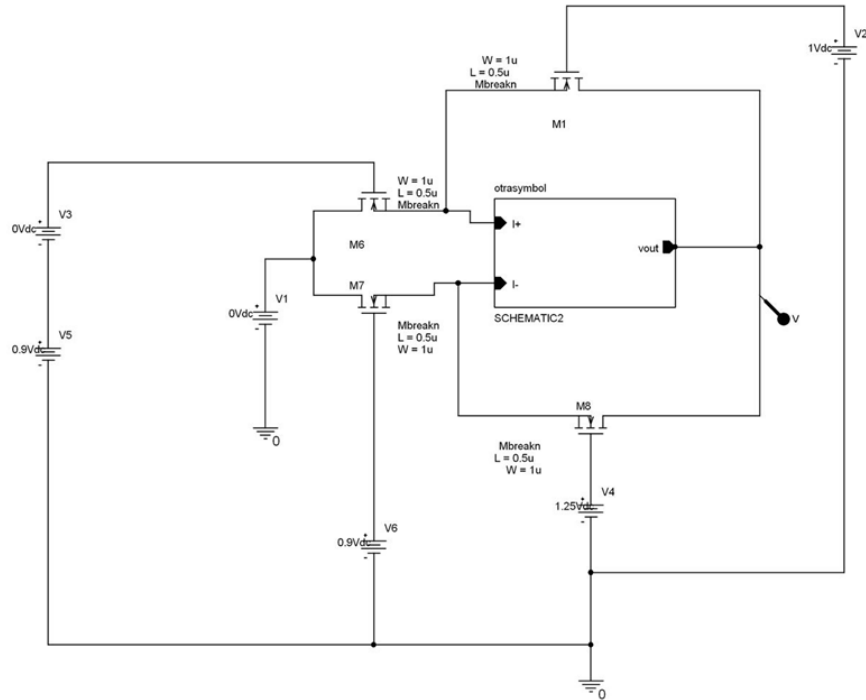 V2
1Vdc
W = 1u
L = 0.5u
Mbreakn
M1
W = 1u
L = 0.5u
Mbreakn
otrasymbol
V3
0Vdc
I+
M6
vout
M7
I-
V1
0Vdc
SCHEMATIC2
V
V5
0.9Vdc
Mbreakn
L = 0.5u
W = 1u
M8
0
Mbreakn
L = 0.5u
W = 1u
V4
1.25Vdc
V6
0.9Vdc
0